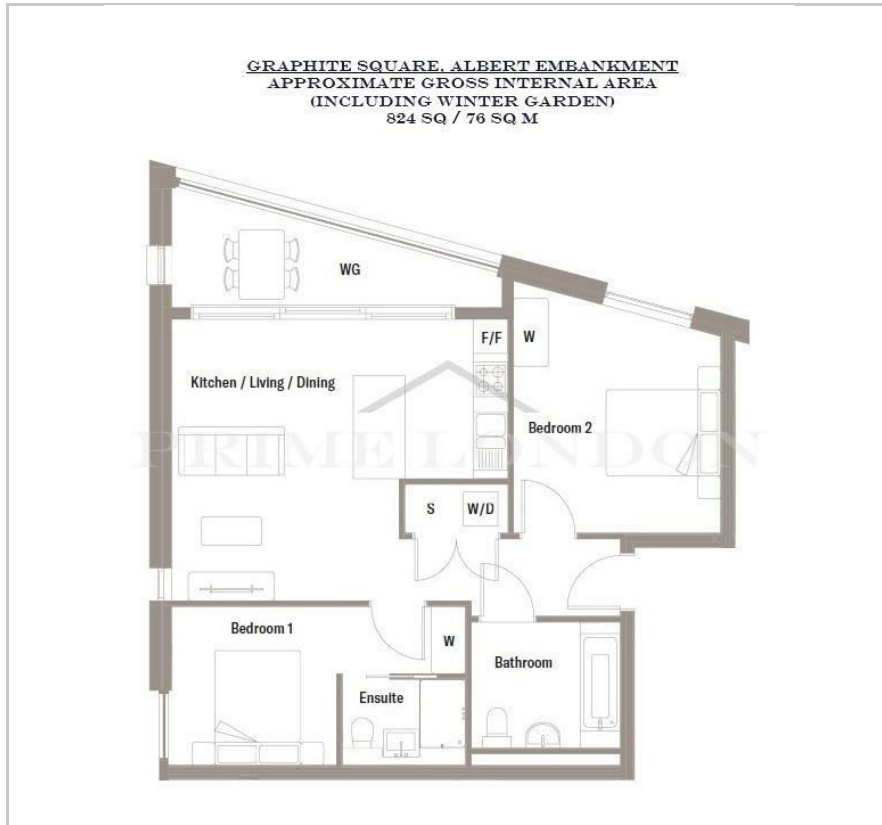 GRAPHITE SQUARE, ALBERT EMBANKMENT
APPROXIMATE GROSS INTERNAL AREA
(INCLUDING WINTER GARDEN)
824 SQ / 76 SQ M
WG
F/F
W
Kitchen / Living / Dining
Bedroom 2
PRIME LONDON
S
W/D
Bedroom 1
W
Bathroom
Ensuite